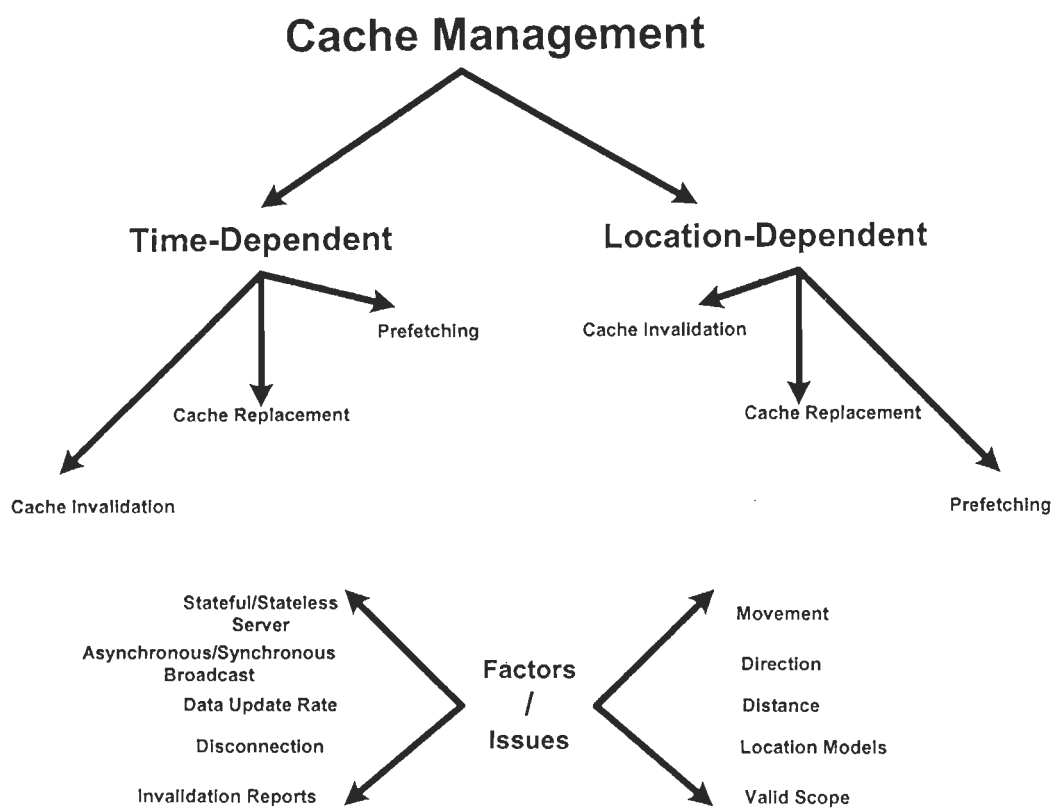 Cache Management
Time-Dependent
Location-Dependent
Prefetching
Cache Invalidation
Cache Replacement
Cache Replacement
Cache Invalidation
Prefetching
Stateful/Stateless
Server
Asynchronous/Synchronous
Broadcast
Data Update Rate
Disconnection
Invalidation Reports
Factors
/
Issues
Movement
Direction
Distance
Location Models
Valid Scope